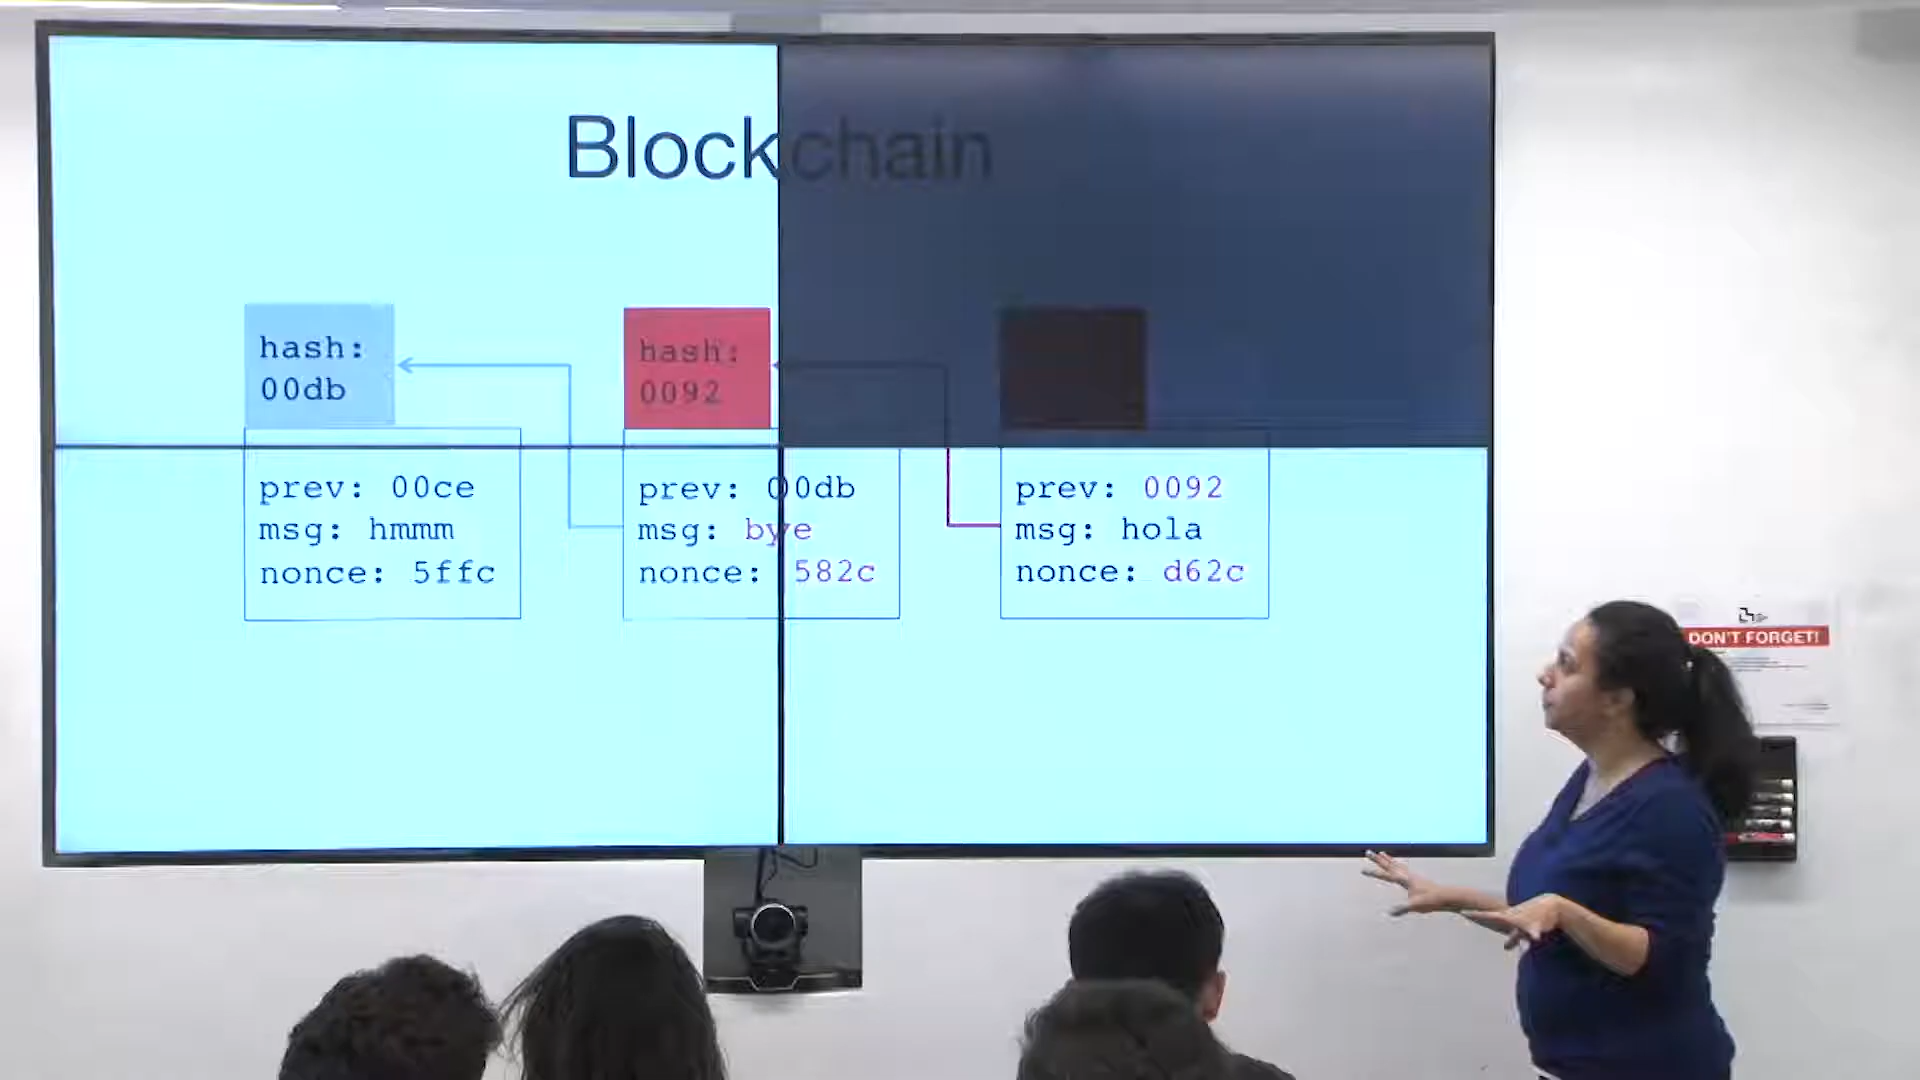 Blockchain
hash:
00db
prev: 00ce
msg: hmmm
nonce: 5ffc
hash:
0092
prev: 00db
msg: bye
nonce: 582c
prev: 0092
msg: hola
nonce: d62c
DON'T FORGET!